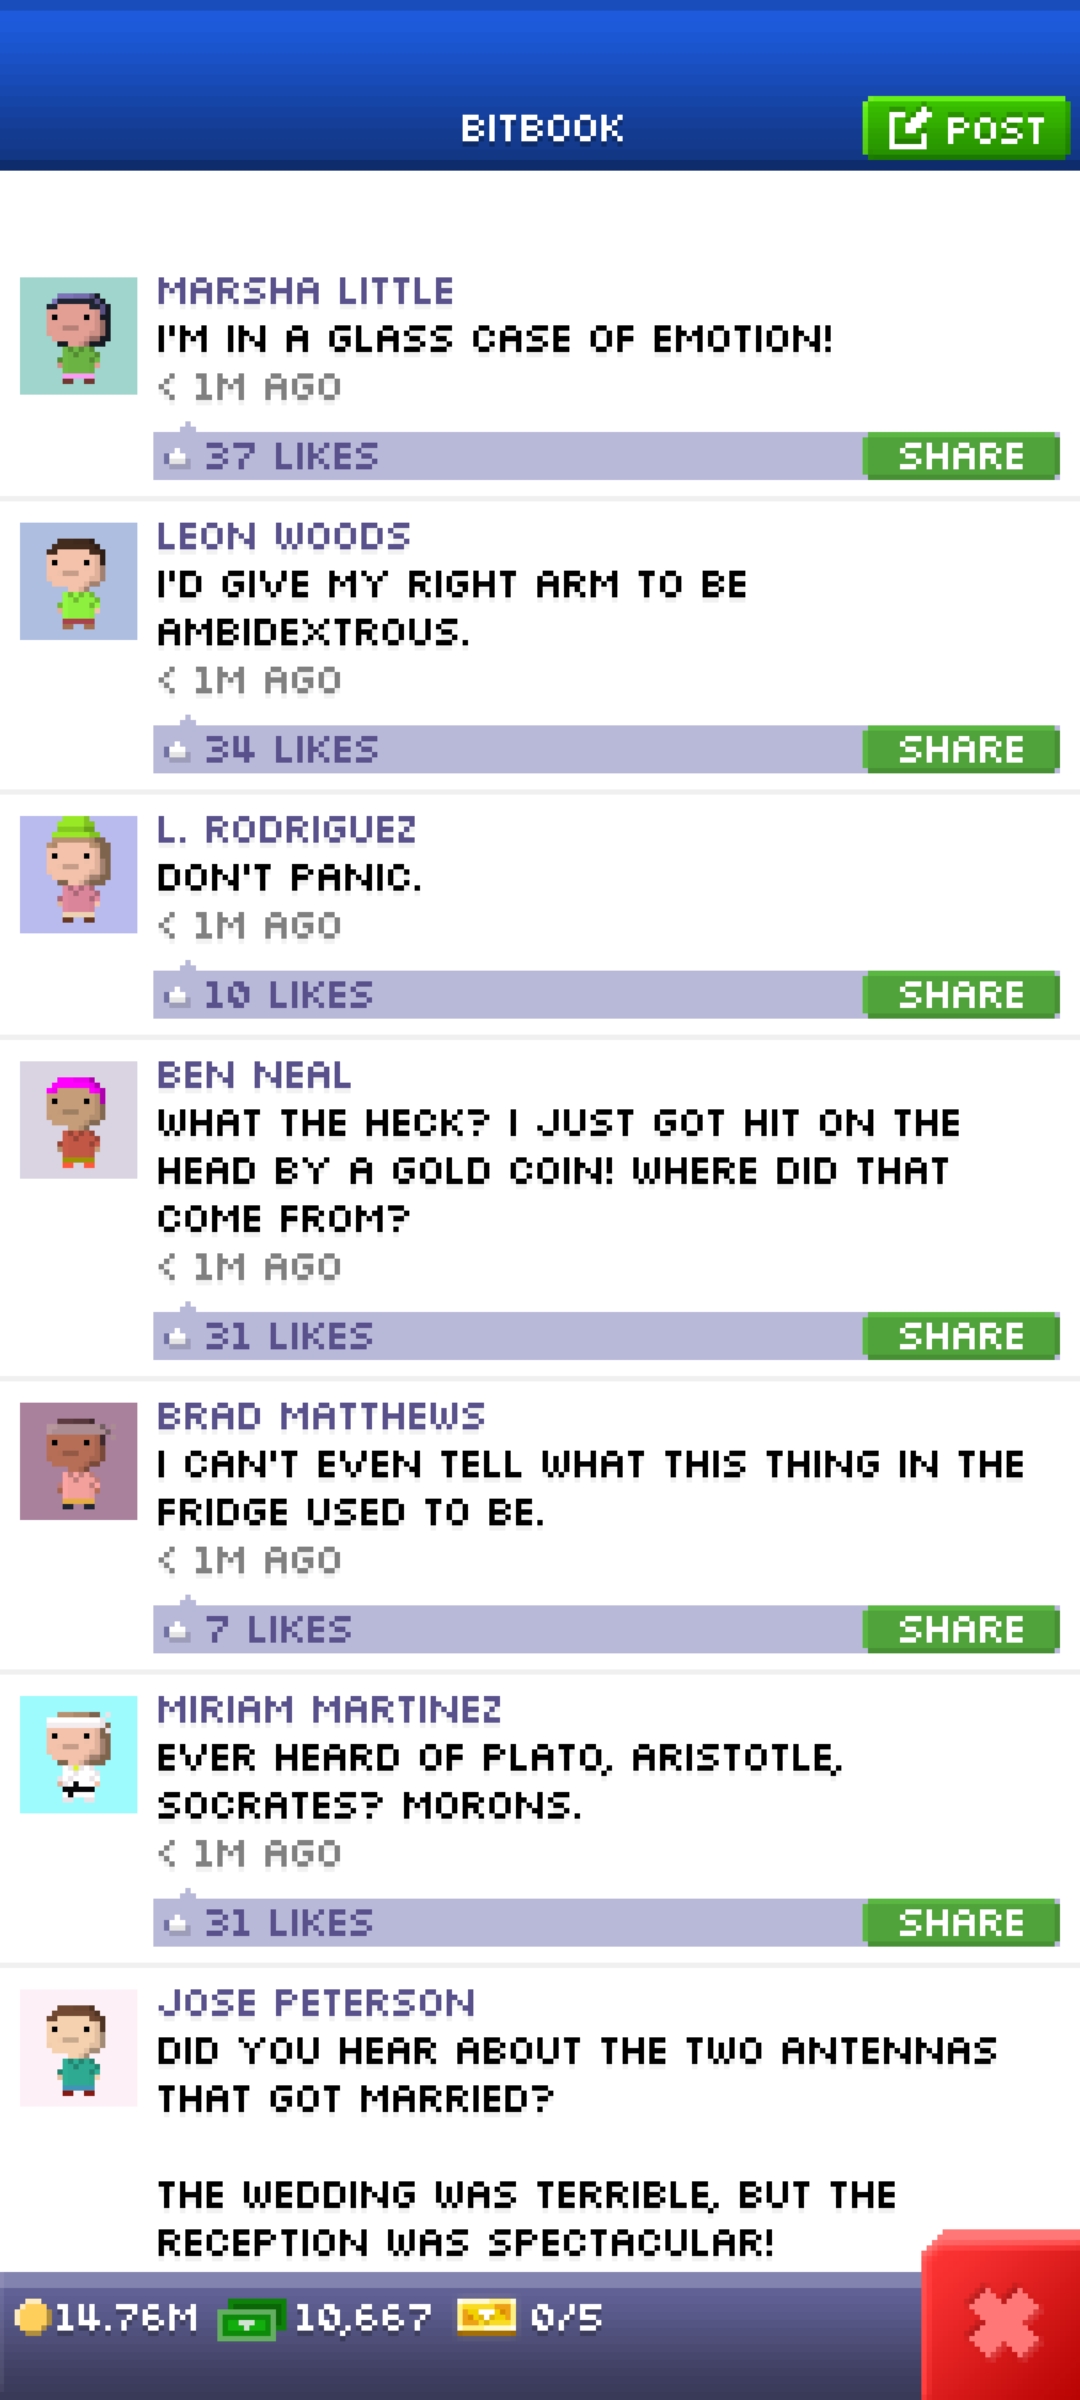 BITBOOK
POST
MARSHA LITTLE
I'M IN A GLASS CASE OF EMOTION!
< 1M AGO
37 LIKES
SHARE
LEON WOODS
I'D GIVE MY RIGHT ARM TO BE
AMBIDEXTROUS.
< 1M AGO
34 LIKES
SHARE
L. RODRIGUEZ
DON'T PANIC.
< 1M AGO
10 LIKES
SHARE
BEN NEAL
WHAT THE HECK? I JUST GOT HIT ON THE
HEAD BY A GOLD COIN! WHERE DID THAT
COME FROM?
< 1M AGO
31 LIKES
SHARE
BRAD MATTHEWS
I CAN'T EVEN TELL WHAT THIS THING IN THE
FRIDGE USED TO BE.
< 1M AGO
7 LIKES
SHARE
MIRIAM MARTINEZ
EVER HEARD OF PLATO, ARISTOTLE,
SOCRATES? MORONS.
< 1M AGO
31 LIKES
SHARE
JOSE PETERSON
DID YOU HEAR ABOUT THE TWO ANTENNAS
THAT GOT MARRIED?
THE WEDDING WAS TERRIBLE, BUT THE
RECEPTION WAS SPECTACULAR!
14.76M 10,667 0/5